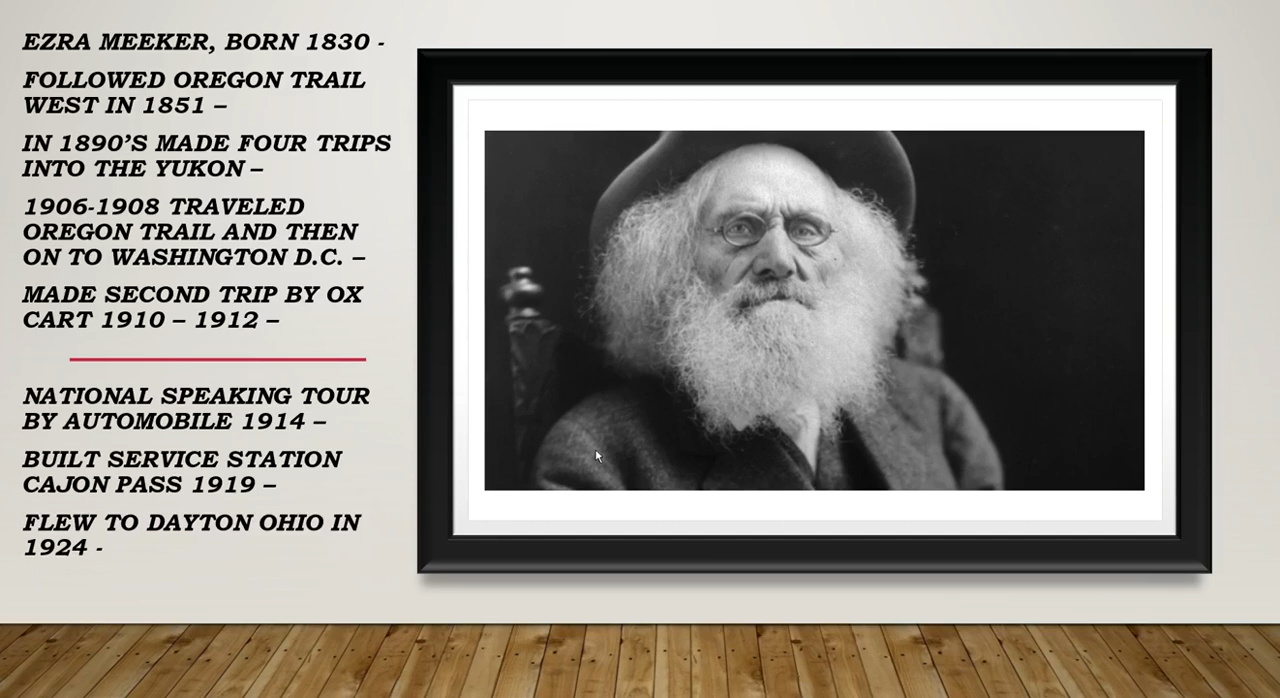 EZRA MEEKER, BORN 1830 -
FOLLOWED OREGON TRAIL
WEST IN 1851 –
IN 1890’S MADE FOUR TRIPS
INTO THE YUKON –
1906-1908 TRAVELED
OREGON TRAIL AND THEN
ON TO WASHINGTON D.C. –
MADE SECOND TRIP BY OX
CART 1910 – 1912 –
NATIONAL SPEAKING TOUR
BY AUTOMOBILE 1914 –
BUILT SERVICE STATION
CAJON PASS 1919 –
FLEW TO DAYTON OHIO IN
1924 -